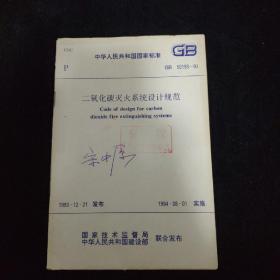 UDC
中华人民共和国国家标准
GB
P
GB 50193-93
二氧化碳灭火系统设计规范
Code of design for carbon
dioxide fire extinguishing systems
1993-12-21 发布
1994-08-01 实施
国家技术监督局
中华人民共和国建设部
联合发布